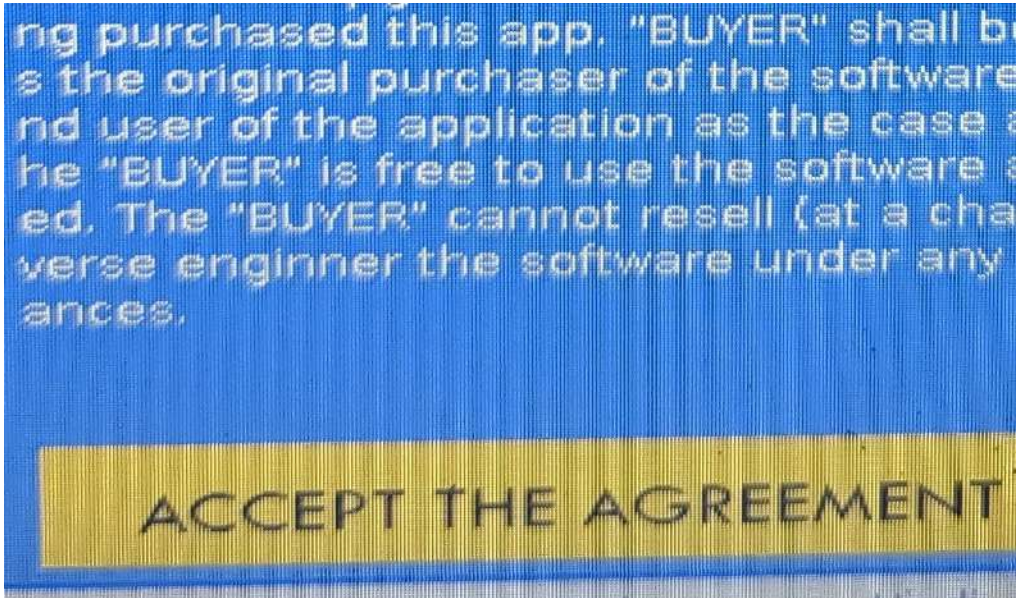 ng purchased this app. "BUYER" shall b
s the original purchaser of the software
nd user of the application as the case a
he "BUYER" is free to use the software a
ed. The "BUYER" cannot resell (at a cha
verse enginner the software under any
ances.
ACCEPT THE AGREEMENT